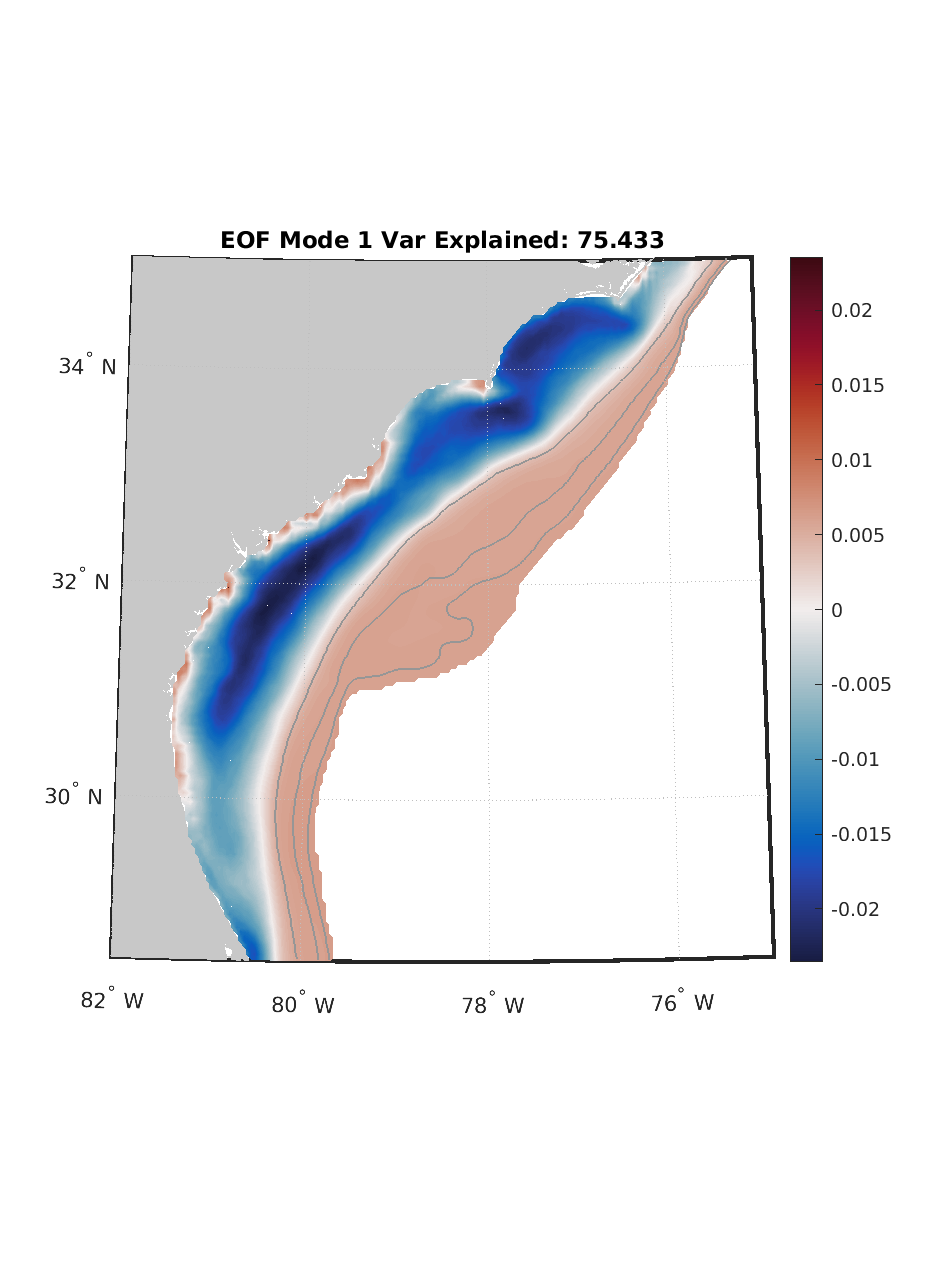 EOF Mode 1 Var Explained: 75.433
34° N
32° N
30° N
82° W
80° W
78° W
76° W
0.02
0.015
0.01
0.005
0
-0.005
-0.01
-0.015
-0.02